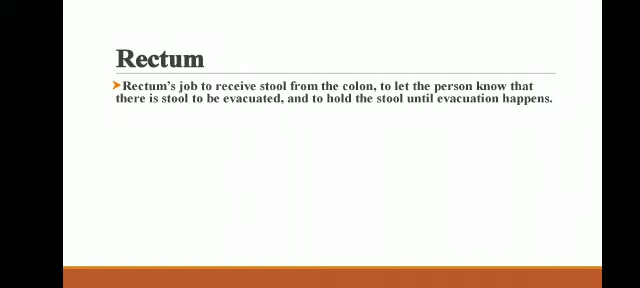 Rectum
Rectum's job to receive stool from the colon, to let the person know that
there is stool to be evacuated, and to hold the stool until evacuation happens.